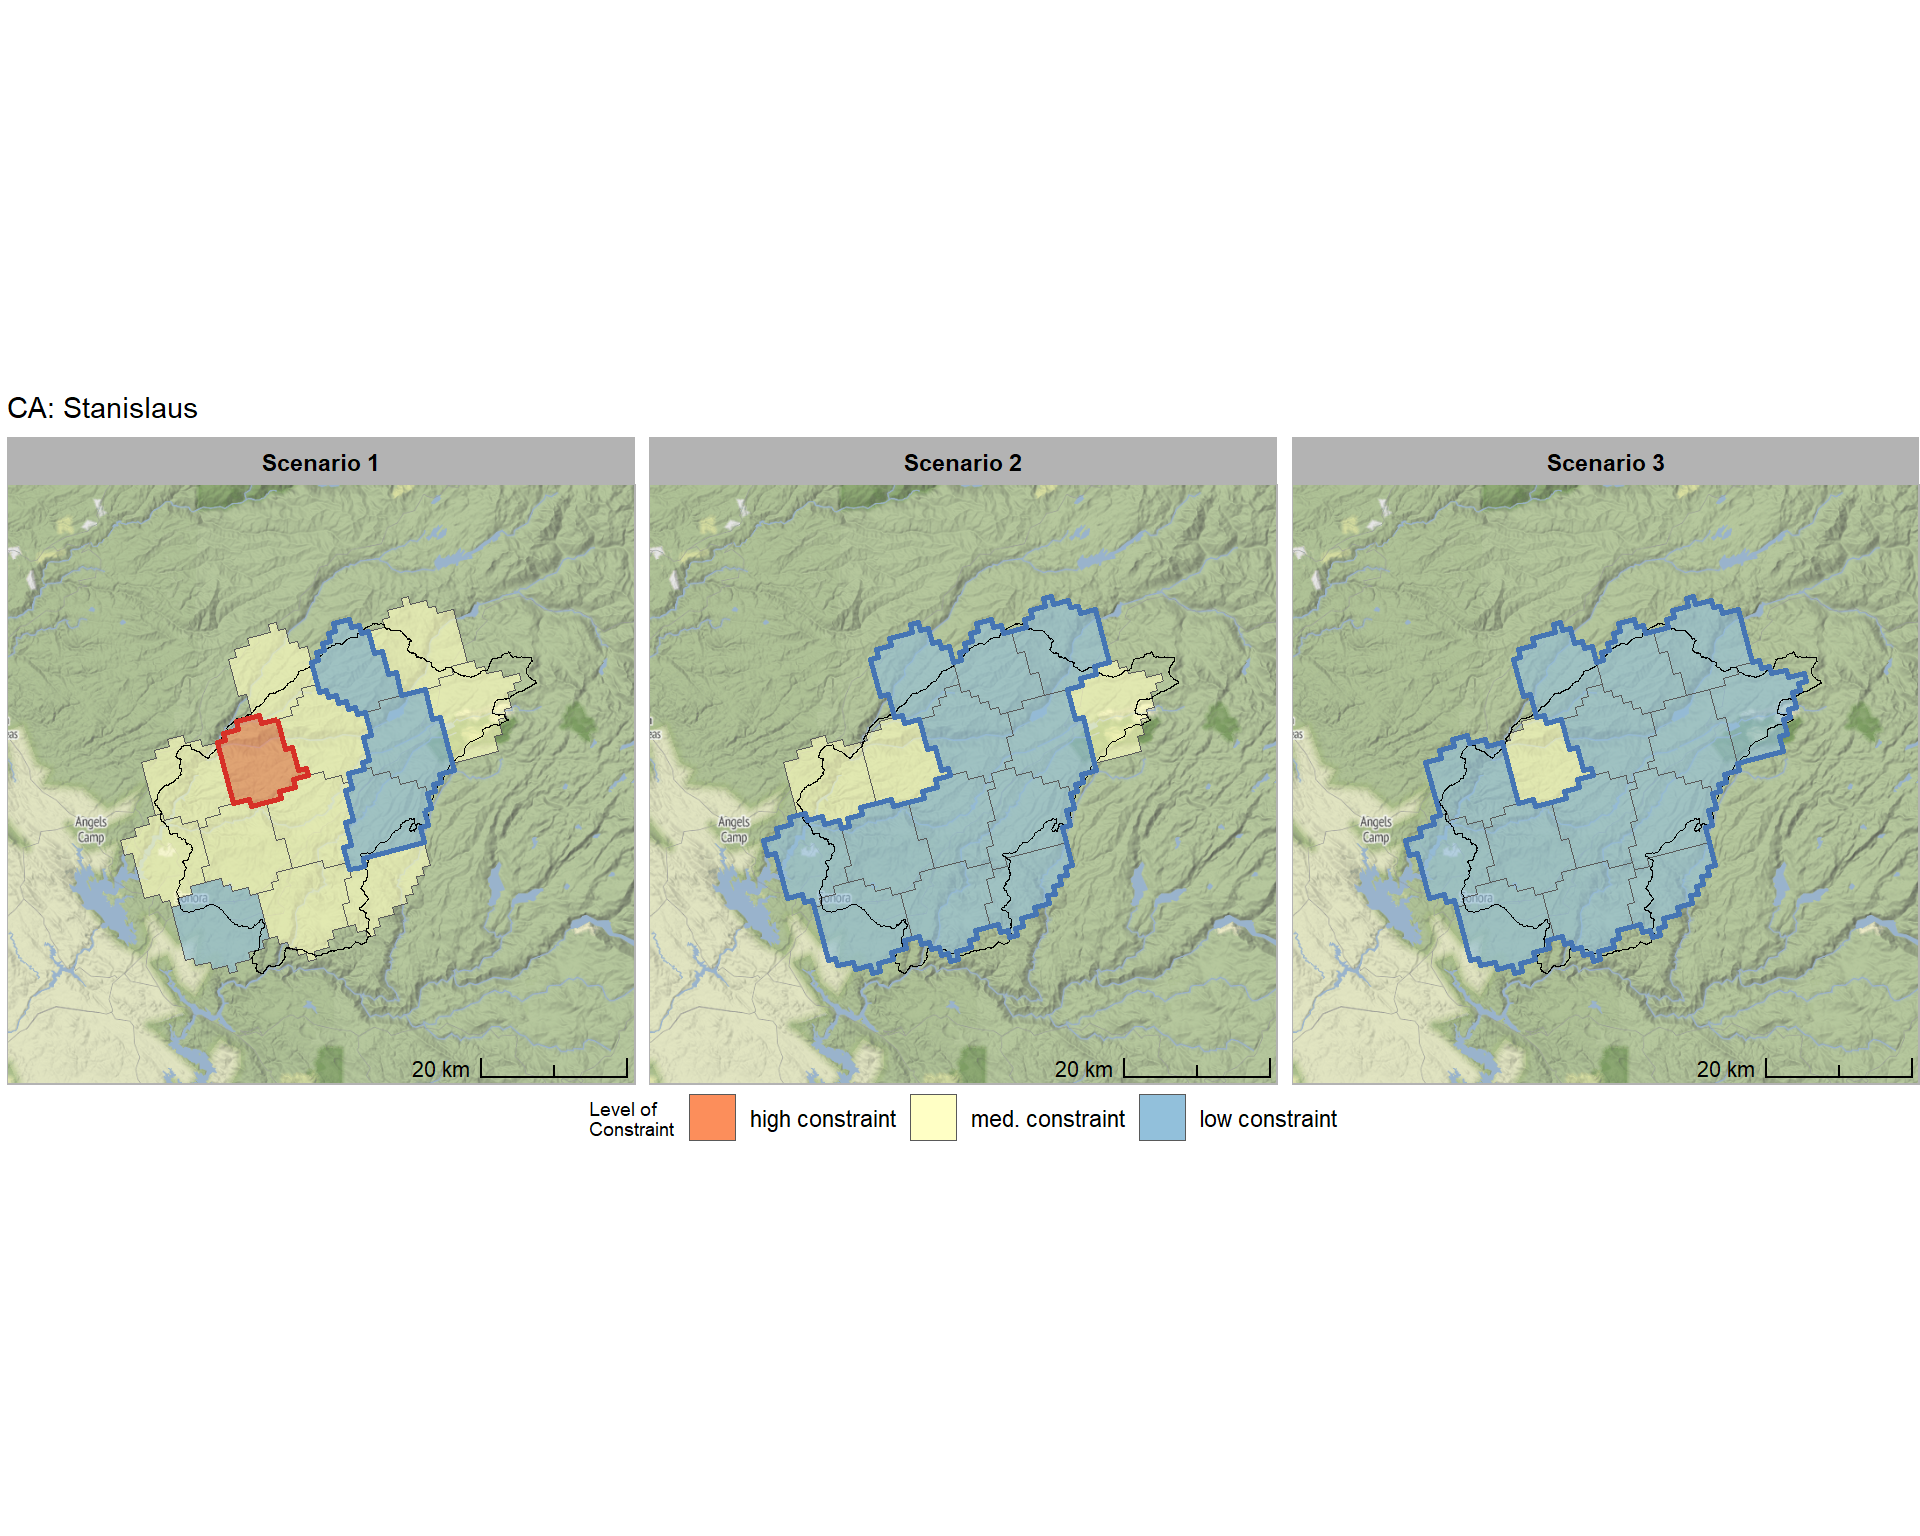 CA: Stanislaus
Scenario 1
Scenario 2
Scenario 3
Angels
Camp
Angels
Camp
Angels
Camp
20 km
20 km
20 km
Level of
Constraint
high constraint
med. constraint
low constraint